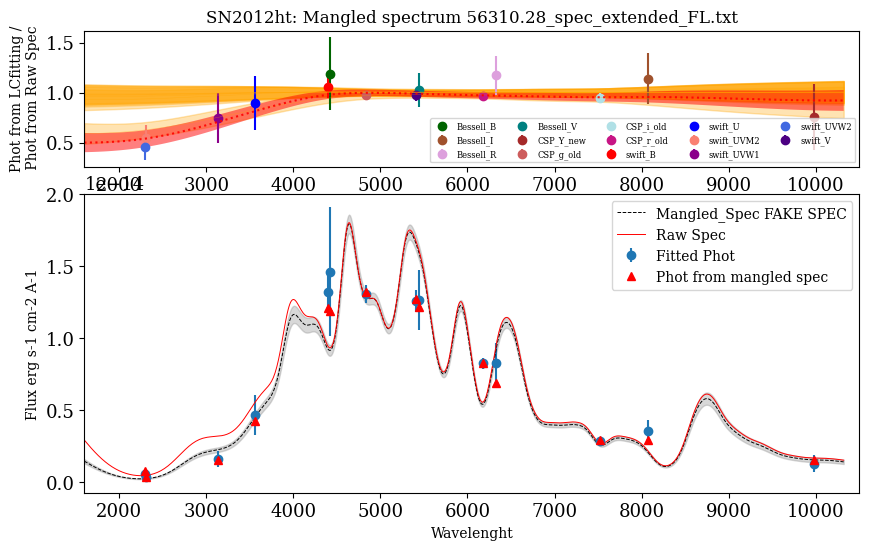 SN2012ht: Mangled spectrum 56310.28_spec_extended_FL.txt
Phot from LCfitting /
Phot from Raw Spec
1.5
1.0
0.5
Bessell_B
Bessell_I
Bessell_R
Bessell_V
CSP_Y_new
CSP_g_old
CSP_i_old
CSP_r_old
swift_B
swift_U
swift_UVM2
swift_UVW1
swift_UVW2
swift_V
2000 3000 4000 5000 6000 7000 8000 9000 10000
1e−14
Flux erg s-1 cm-2 A-1
2.0
1.5
1.0
0.5
0.0
Mangled_Spec FAKE SPEC
Raw Spec
Fitted Phot
Phot from mangled spec
2000 3000 4000 5000 6000 7000 8000 9000 10000
Wavelenght